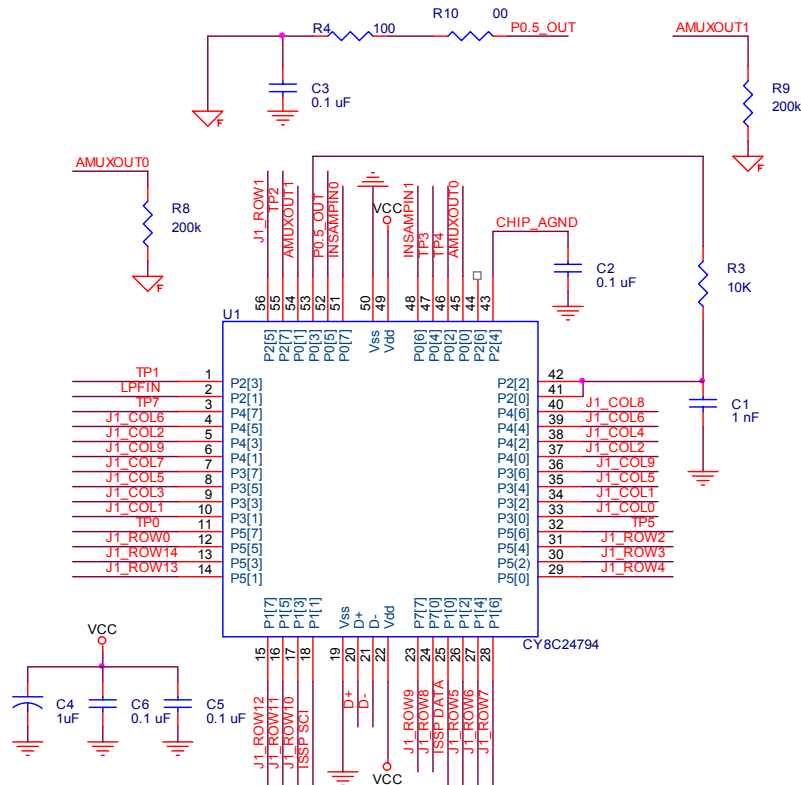 R4 100 R10 00 P0.5_OUT
AMUXOUT1
C3
0.1 uF
F
R9
200k
F
AMUXOUT0
R8
200k
F
J1_ROW1
TP2
AMUXOUT1
P0.5_OUT
INSAMPIN0
VCC
INSAMPIN1
TP3
TP4
AMUXOUT0
CHIP_AGND
C2
0.1 uF
R3
10K
C1
1 nF
56 55 54 53 52 51 50 49 48 47 46 45 44 43
U1
P2[5] P2[7] P0[1] P0[3] P0[5] P0[7] Vss Vdd P0[6] P0[4] P0[2] P0[0] P2[6] P2[4]
TP1 1 P2[3]
LPFIN 2 P2[1]
TP7 3 P4[7]
J1_COL6 4 P4[5]
J1_COL2 5 P4[3]
J1_COL9 6 P4[1]
J1_COL7 7 P3[7]
J1_COL5 8 P3[5]
J1_COL3 9 P3[3]
J1_COL1 10 P3[1]
TP0 11 P5[7]
J1_ROW0 12 P5[5]
J1_ROW14 13 P5[3]
J1_ROW13 14 P5[1]
P2[2] 42
P2[0] 41
P4[6] 40 J1_COL8
P4[4] 39 J1_COL6
P4[2] 38 J1_COL4
P4[0] 37 J1_COL2
P3[6] 36 J1_COL9
P3[4] 35 J1_COL5
P3[2] 34 J1_COL1
P3[0] 33 J1_COL0
P5[6] 32 TP5
P5[4] 31 J1_ROW2
P5(2) 30 J1_ROW3
P5[0] 29 J1_ROW4
P1[7] P1[5] P1[3] P1[1] Vss D+ D- Vdd P7[7] P7[0] P1[0] P1[2] P1[4] P1[6]
CY8C24794
15 16 17 18 19 20 21 22 23 24 25 26 27 28
J1_ROW12
J1_ROW11
J1_ROW10
ISSP SCI
D+
D-
VCC
J1_ROW9
J1_ROW8
ISSP DATA
J1_ROW5
J1_ROW6
J1_ROW7
VCC
C4
1uF
C6
0.1 uF
C5
0.1 uF